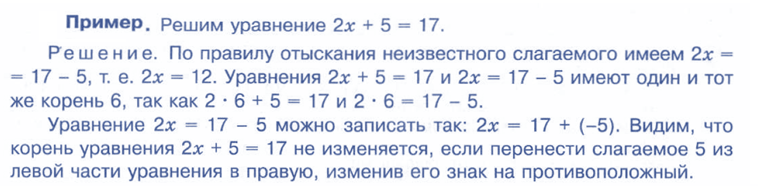 Пример. Решим уравнение 2x + 5 = 17.
Решение. По правилу отыскания неизвестного слагаемого имеем 2x =
= 17 – 5, т. е. 2x = 12. Уравнения 2x + 5 = 17 и 2x = 17 – 5 имеют один и тот
же корень 6, так как 2 · 6 + 5 = 17 и 2 · 6 = 17 – 5.
Уравнение 2x = 17 – 5 можно записать так: 2x = 17 + (–5). Видим, что
корень уравнения 2x + 5 = 17 не изменяется, если перенести слагаемое 5 из
левой части уравнения в правую, изменив его знак на противоположный.